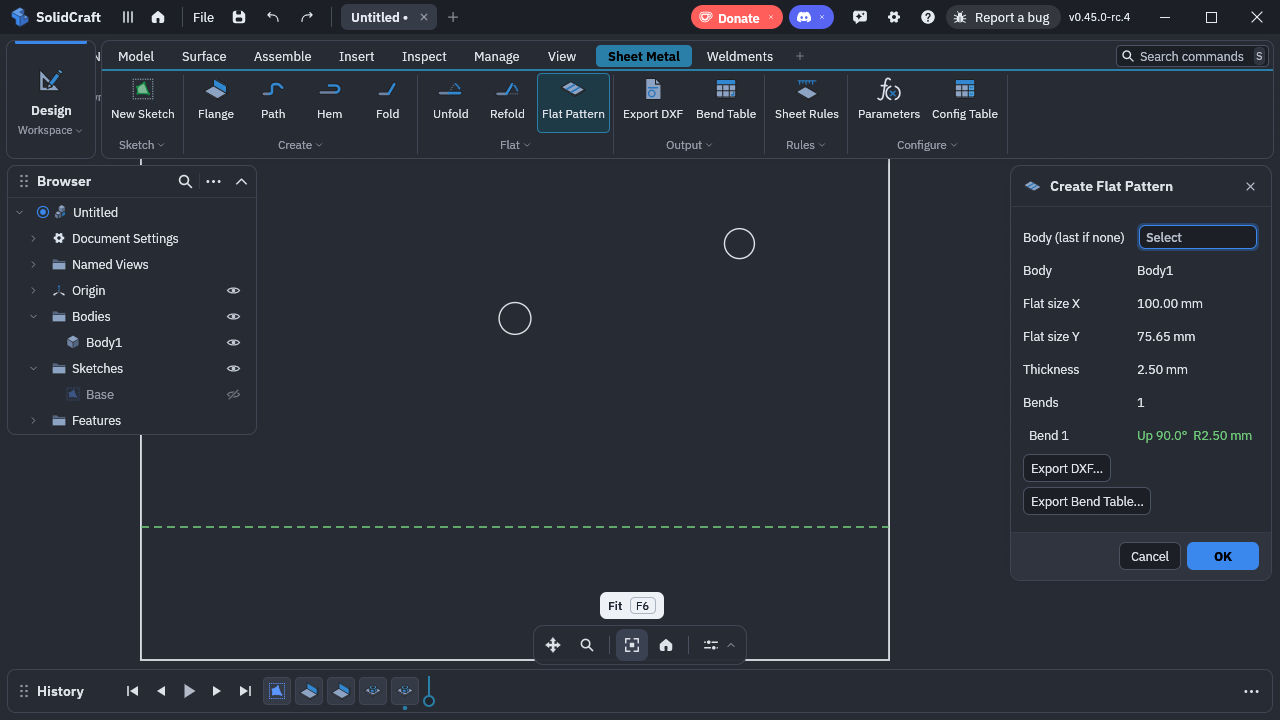 SolidCraft
File
Untitled •
Donate
Report a bug
v0.45.0-rc.4
Model
Surface
Assemble
Insert
Inspect
Manage
View
Sheet Metal
Weldments
Search commands
S
Design
Workspace
New Sketch
Flange
Path
Hem
Fold
Unfold
Refold
Flat Pattern
Export DXF
Bend Table
Sheet Rules
Parameters
Config Table
Sketch
Create
Flat
Output
Rules
Configure
Browser
Untitled
Document Settings
Named Views
Origin
Bodies
Body1
Sketches
Base
Features
Create Flat Pattern
Body (last if none) Select
Body Body1
Flat size X 100.00 mm
Flat size Y 75.65 mm
Thickness 2.50 mm
Bends 1
Bend 1 Up 90.0° R2.50 mm
Export DXF...
Export Bend Table...
Cancel
OK
Fit F6
History